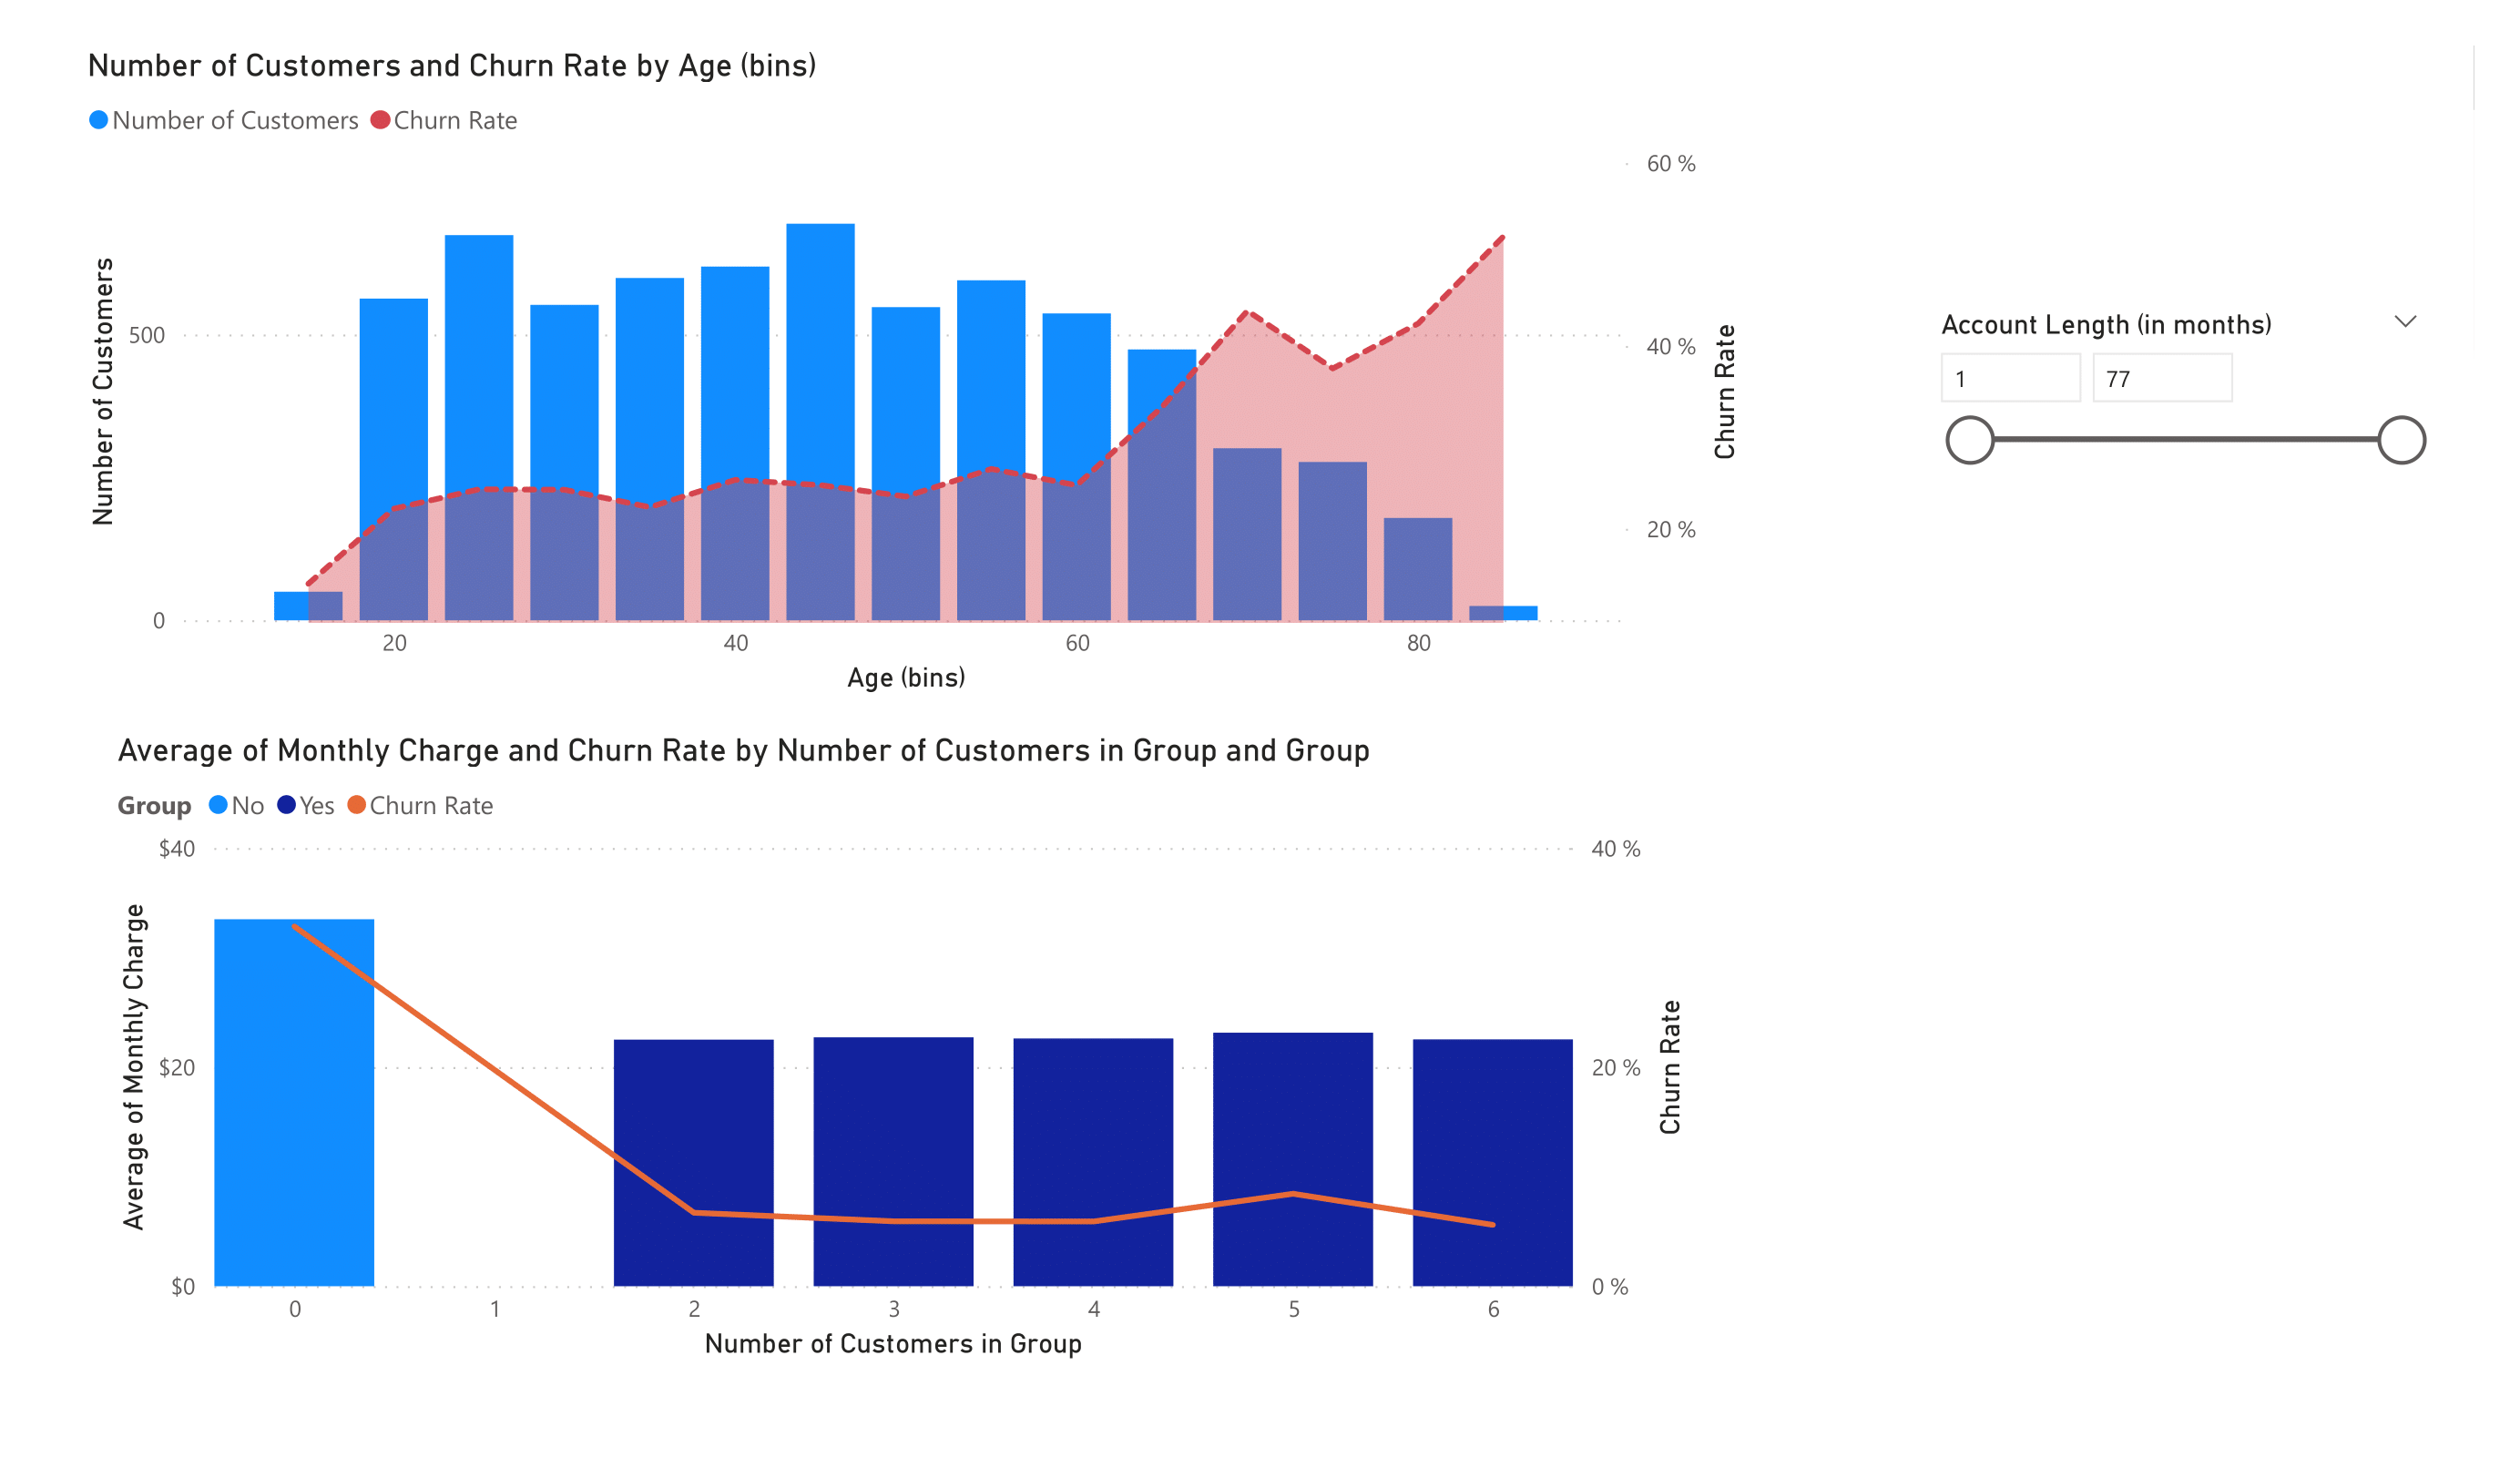 Number of Customers and Churn Rate by Age (bins)
Number of Customers Churn Rate
60 %
500
40 %
20 %
0
Number of Customers
Churn Rate
20 40 60 80
Age (bins)
Account Length (in months)
1 77
Average of Monthly Charge and Churn Rate by Number of Customers in Group and Group
Group No Yes Churn Rate
$40 40 %
$20 20 %
$0 0 %
Average of Monthly Charge
Churn Rate
0 1 2 3 4 5 6
Number of Customers in Group